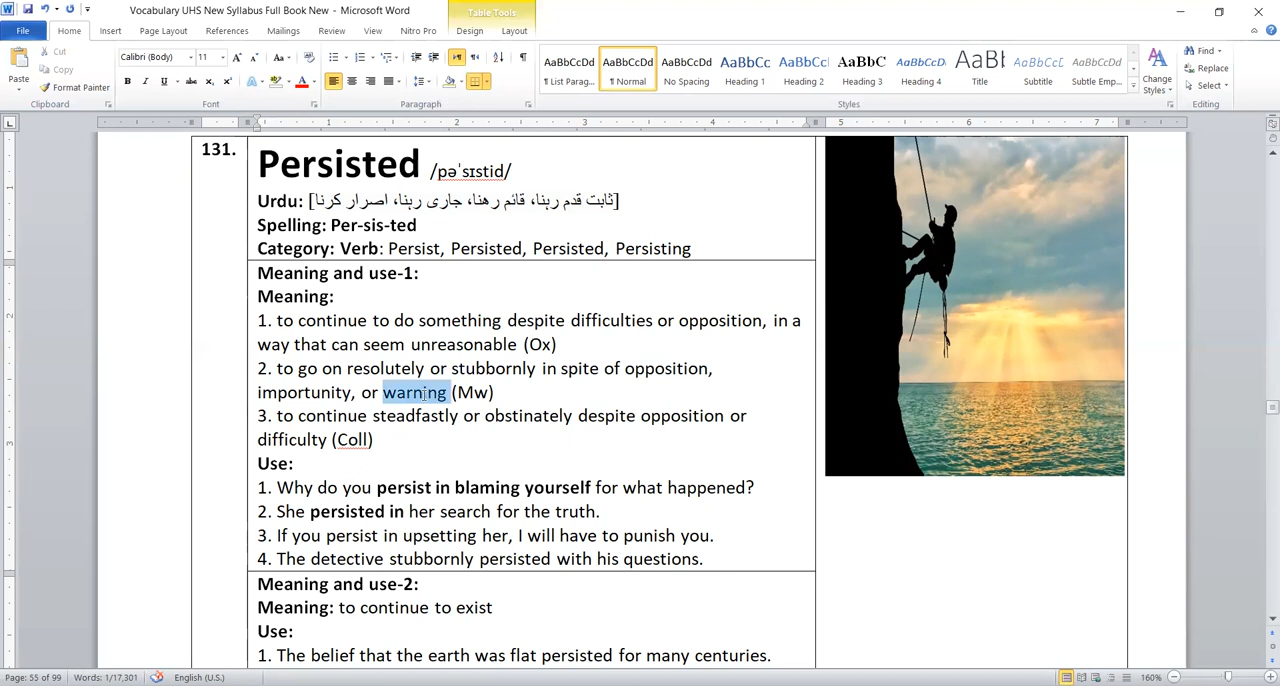 Vocabulary UHS New Syllabus Full Book New - Microsoft Word
Table Tools
File Home Insert Page Layout References Mailings Review View Nitro Pro Design Layout
Paste
Cut
Copy
Format Painter
Clipboard
Calibri (Body) 11
Font
Paragraph
AaBbCcDd AaBbCcDd AaBbCcDd AaBbCc AaBbCc AaBbC AaBbCcDc AaB AaBbCcL AaBbCcDd
¶ List Parag... ¶ Normal No Spacing Heading 1 Heading 2 Heading 3 Heading 4 Title Subtitle Subtle Emp...
Change Styles
Styles
Find
Replace
Select
Editing
131.
Persisted /pəˈsɪstid/
Urdu: [ثابت قدم رہنا، قائم رھنا، جاری رہنا، اصرار کرنا]
Spelling: Per-sis-ted
Category: Verb: Persist, Persisted, Persisted, Persisting
Meaning and use-1:
Meaning:
1. to continue to do something despite difficulties or opposition, in a
way that can seem unreasonable (Ox)
2. to go on resolutely or stubbornly in spite of opposition,
importunity, or warning (Mw)
3. to continue steadfastly or obstinately despite opposition or
difficulty (Coll)
Use:
1. Why do you persist in blaming yourself for what happened?
2. She persisted in her search for the truth.
3. If you persist in upsetting her, I will have to punish you.
4. The detective stubbornly persisted with his questions.
Meaning and use-2:
Meaning: to continue to exist
Use:
1. The belief that the earth was flat persisted for many centuries.
Page: 55 of 99 Words: 1/17,301 English (U.S.) 160%